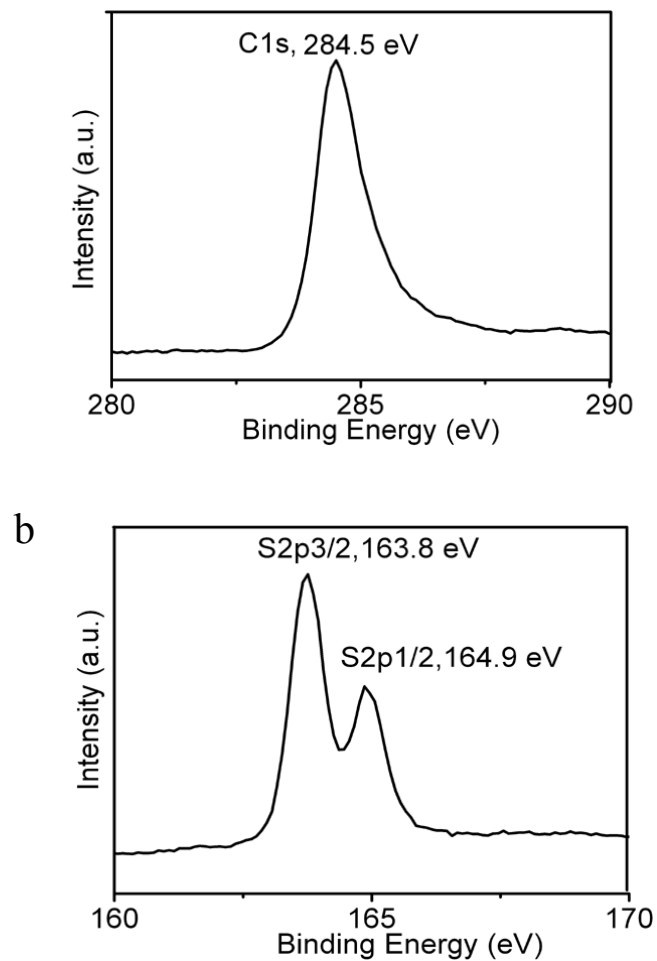 C1s, 284.5 eV
Intensity (a.u.)
280 285 290
Binding Energy (eV)
b
S2p3/2,163.8 eV
S2p1/2,164.9 eV
Intensity (a.u.)
160 165 170
Binding Energy (eV)